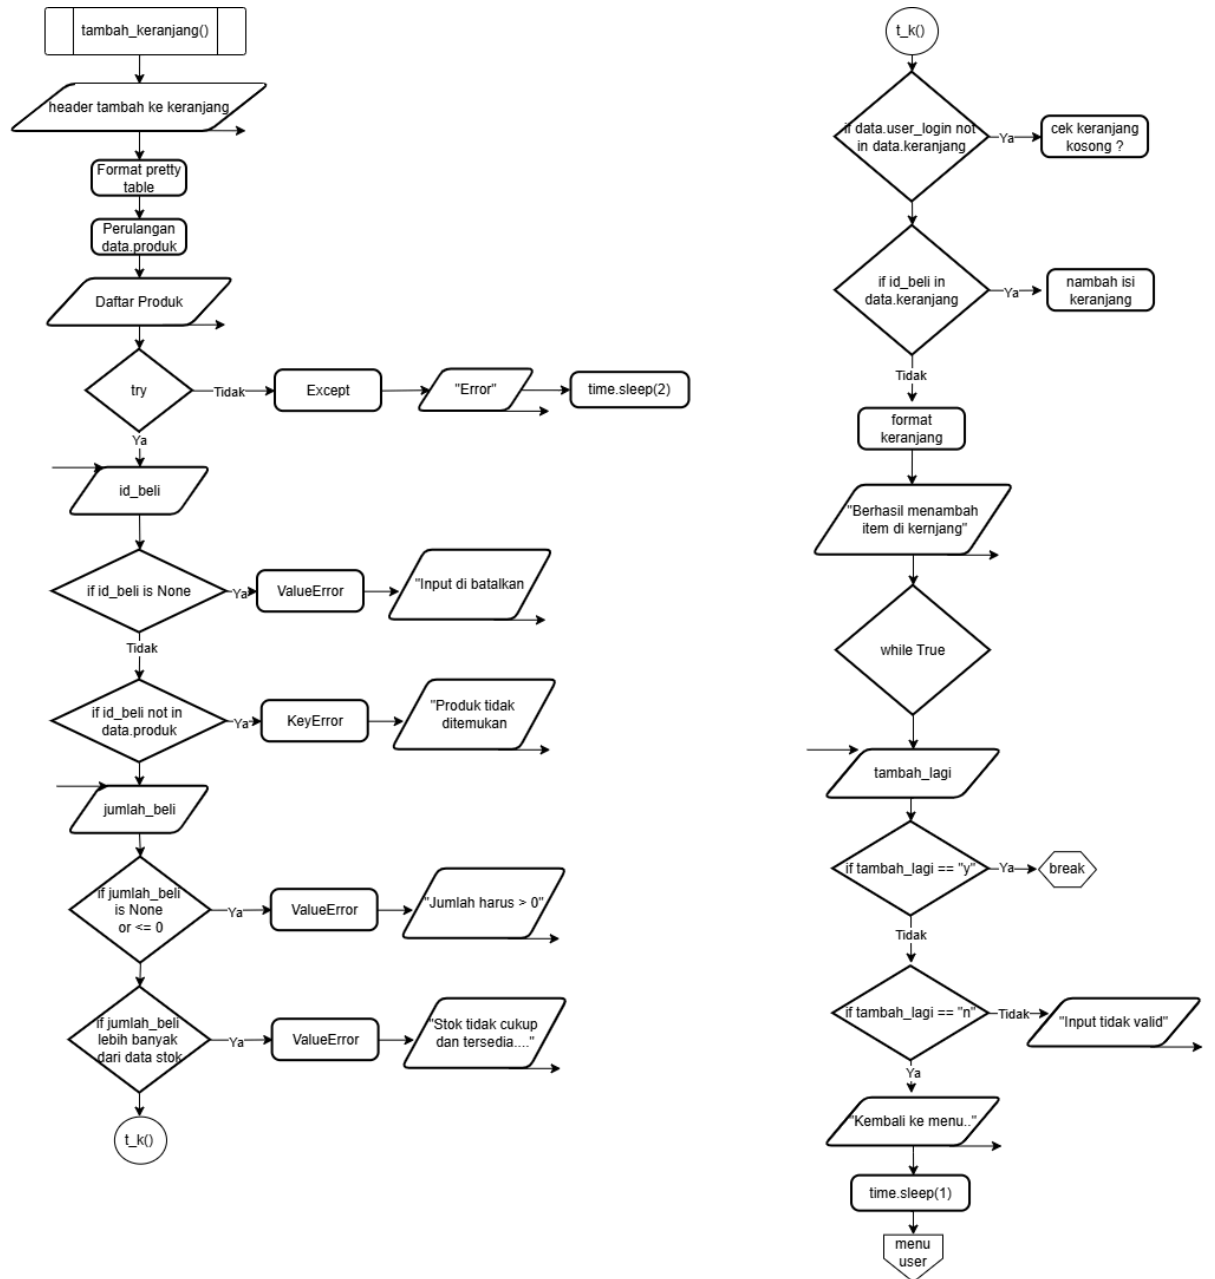 tambah_keranjang()
header tambah ke keranjang
Format pretty
table
Perulangan
data.produk
Daftar Produk
try
Tidak
Except
"Error"
time.sleep(2)
Ya
id_beli
if id_beli is None
Ya
ValueError
"Input di batalkan
Tidak
if id_beli not in
data.produk
Ya
KeyError
"Produk tidak
ditemukan
jumlah_beli
if jumlah_beli
is None
or <= 0
Ya
ValueError
"Jumlah harus > 0"
if jumlah_beli
lebih banyak
dari data stok
Ya
ValueError
"Stok tidak cukup
dan tersedia...."
t_k()
t_k()
if data.user_login not
in data.keranjang
Ya
cek keranjang
kosong ?
if id_beli in
data.keranjang
Ya
nambah isi
keranjang
Tidak
format
keranjang
"Berhasil menambah
item di kernjang"
while True
tambah_lagi
if tambah_lagi == "y"
Ya
break
Tidak
if tambah_lagi == "n"
Tidak
"Input tidak valid"
Ya
"Kembali ke menu.."
time.sleep(1)
menu
user